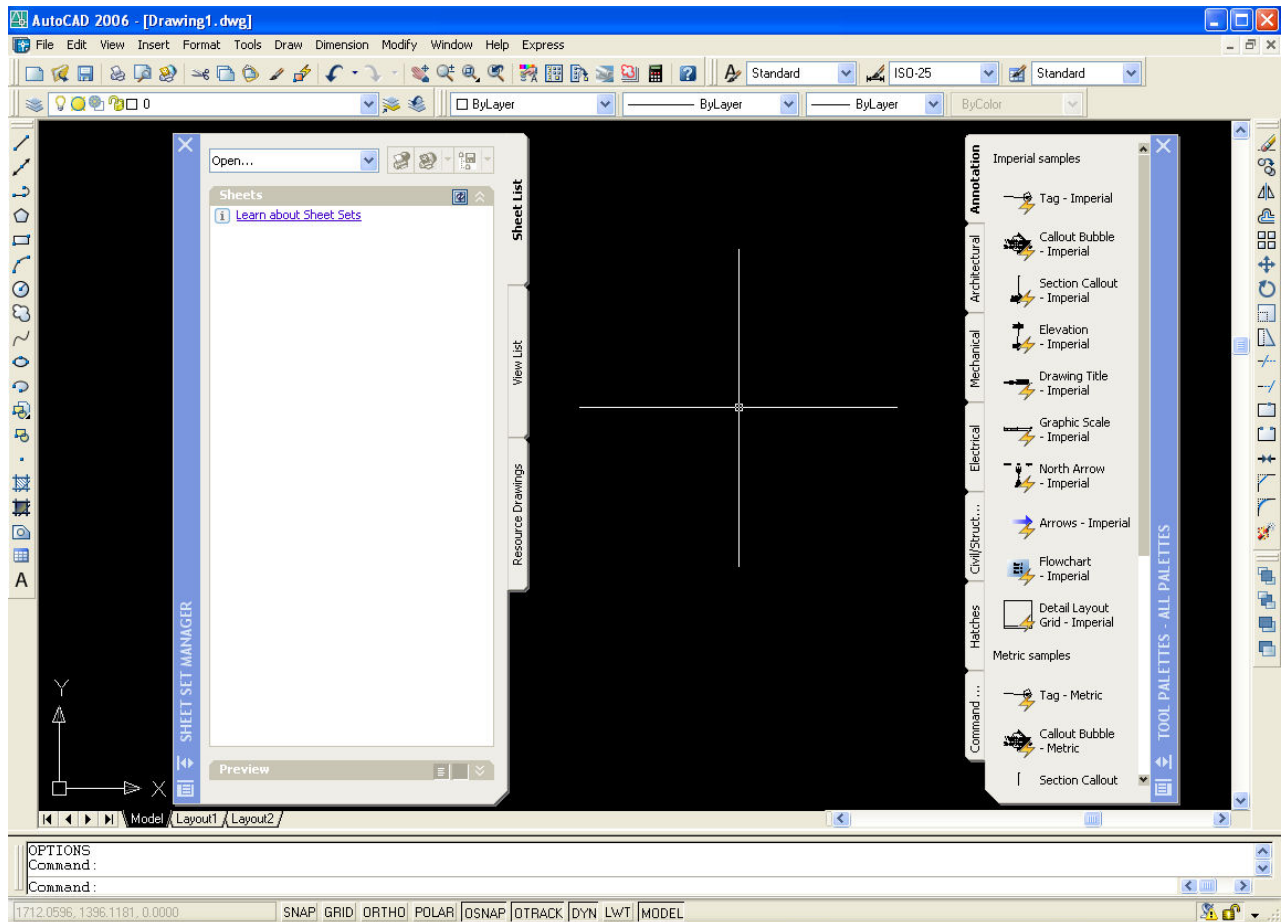 AutoCAD 2006 - [Drawing1.dwg]
File Edit View Insert Format Tools Draw Dimension Modify Window Help Express
Standard ISO-25 Standard
0 ByLayer ByLayer ByLayer ByColor
Open...
Sheets
Learn about Sheet Sets
Preview
SHEET SET MANAGER
Sheet List
View List
Resource Drawings
Annotation
Architectural
Mechanical
Electrical
Civil/Struct...
Hatches
Command ...
Imperial samples
Tag - Imperial
Callout Bubble
- Imperial
Section Callout
- Imperial
Elevation
- Imperial
Drawing Title
- Imperial
Graphic Scale
- Imperial
North Arrow
- Imperial
Arrows - Imperial
Flowchart
- Imperial
Detail Layout
Grid - Imperial
Metric samples
Tag - Metric
Callout Bubble
- Metric
Section Callout
TOOL PALETTES - ALL PALETTES
A
Y
X
Model Layout1 Layout2
OPTIONS
Command:
Command:
1712.0596, 1396.1181, 0.0000 SNAP GRID ORTHO POLAR OSNAP OTRACK DYN LWT MODEL